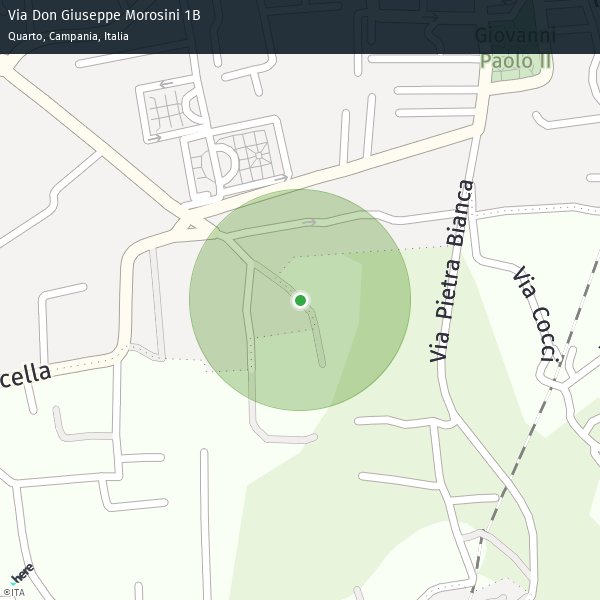 Via Don Giuseppe Morosini 1B
Quarto, Campania, Italia
Giovanni
Paolo II
Via Pietra Bianca
Via Cocci
cella
here
©ITA